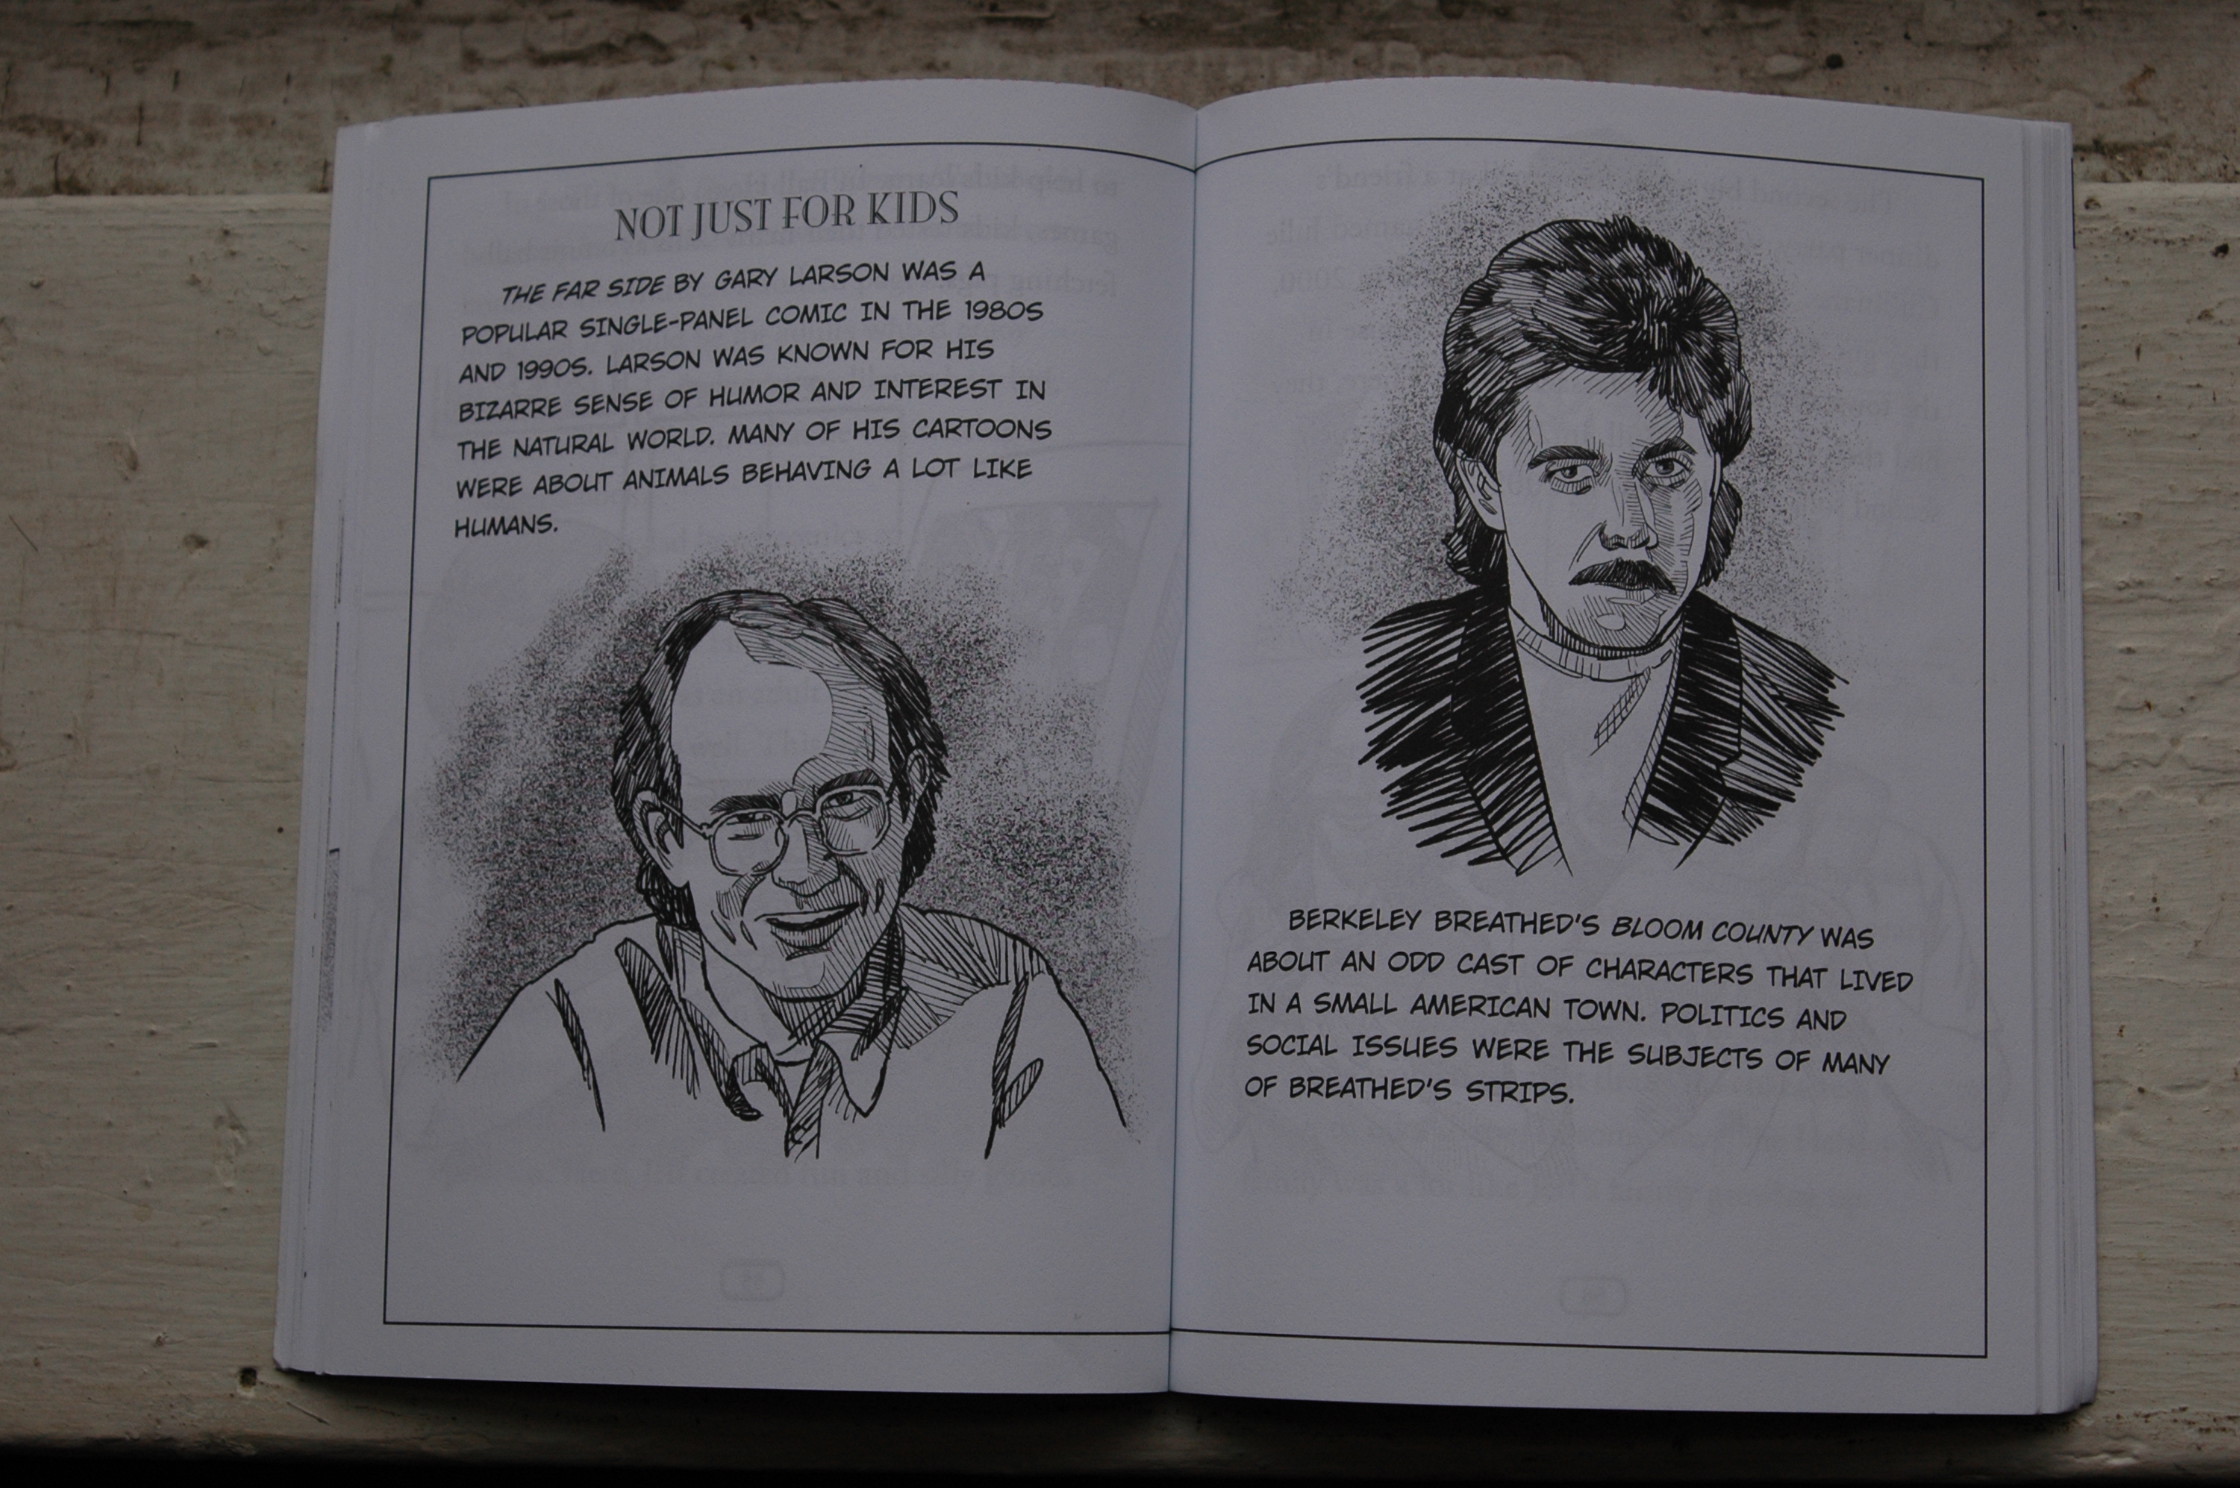 NOT JUST FOR KIDS
THE FAR SIDE BY GARY LARSON WAS A
POPULAR SINGLE-PANEL COMIC IN THE 1980S
AND 1990S. LARSON WAS KNOWN FOR HIS
BIZARRE SENSE OF HUMOR AND INTEREST IN
THE NATURAL WORLD. MANY OF HIS CARTOONS
WERE ABOUT ANIMALS BEHAVING A LOT LIKE
HUMANS.
BERKELEY BREATHED'S BLOOM COUNTY WAS
ABOUT AN ODD CAST OF CHARACTERS THAT LIVED
IN A SMALL AMERICAN TOWN. POLITICS AND
SOCIAL ISSUES WERE THE SUBJECTS OF MANY
OF BREATHED'S STRIPS.